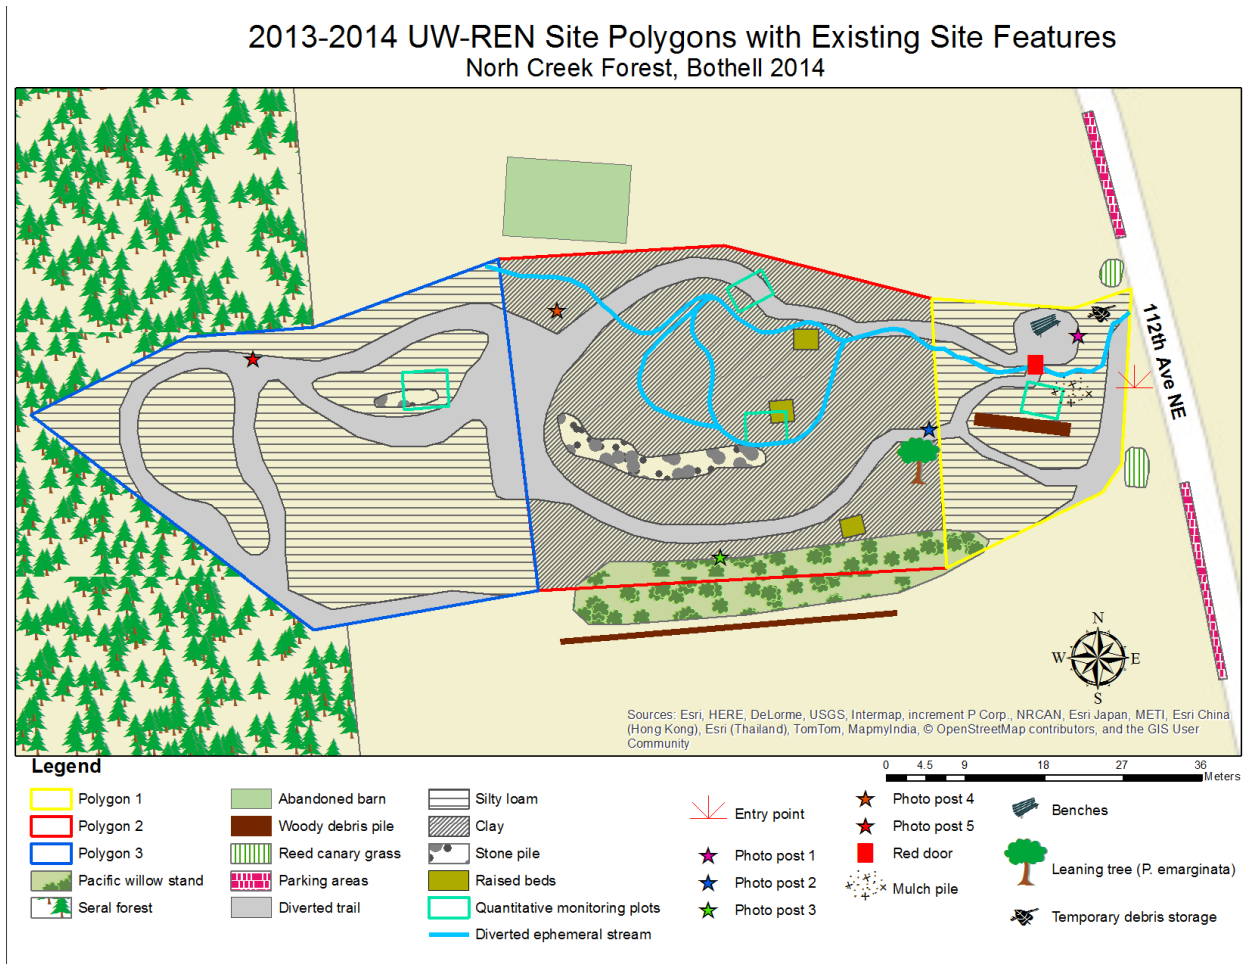 2013-2014 UW-REN Site Polygons with Existing Site Features
Norh Creek Forest, Bothell 2014
112th Ave NE
N
W E
S
Sources: Esri, HERE, DeLorme, USGS, Intermap, increment P Corp., NRCAN, Esri Japan, METI, Esri China
(Hong Kong), Esri (Thailand), TomTom, MapmyIndia, © OpenStreetMap contributors, and the GIS User
Community
0 4.5 9 18 27 36
Meters
Legend
Polygon 1
Polygon 2
Polygon 3
Pacific willow stand
Seral forest
Abandoned barn
Woody debris pile
Reed canary grass
Parking areas
Diverted trail
Silty loam
Clay
Stone pile
Raised beds
Quantitative monitoring plots
Diverted ephemeral stream
Entry point
Photo post 1
Photo post 2
Photo post 3
Photo post 4
Photo post 5
Red door
Mulch pile
Benches
Leaning tree (P. emarginata)
Temporary debris storage